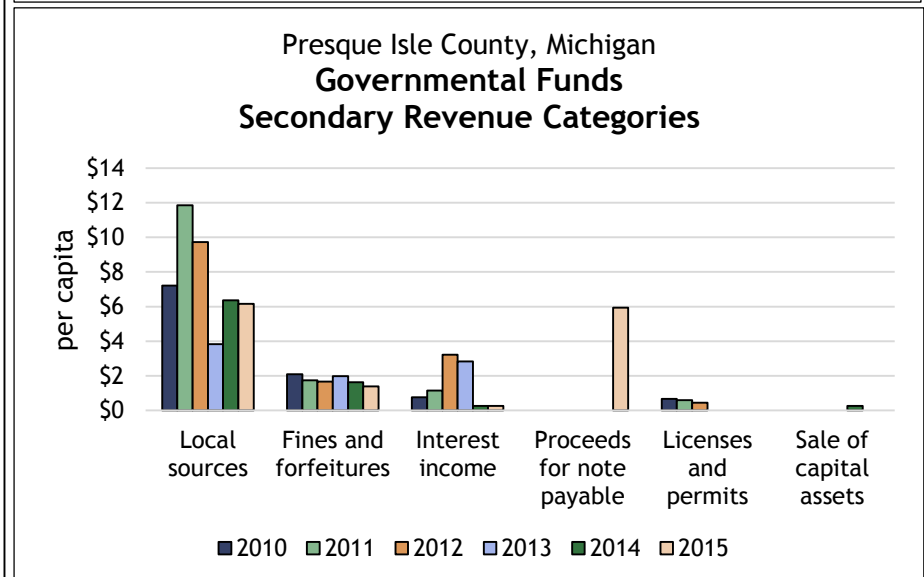 Presque Isle County, Michigan
Governmental Funds
Secondary Revenue Categories
$14
$12
$10
$8
$6
$4
$2
$0
per capita
Local
sources
Fines and
forfeitures
Interest
income
Proceeds
for note
payable
Licenses
and
permits
Sale of
capital
assets
2010 2011 2012 2013 2014 2015